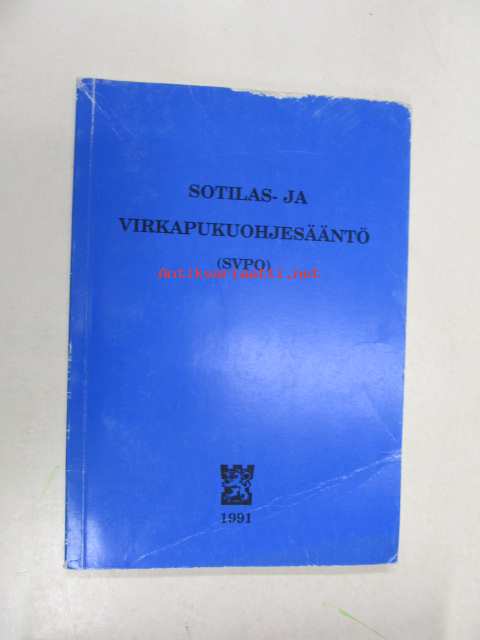 SOTILAS- JA
VIRKAPUKUOHJESÄÄNTÖ
(SVPO)
Antikvariaatti.net
1991